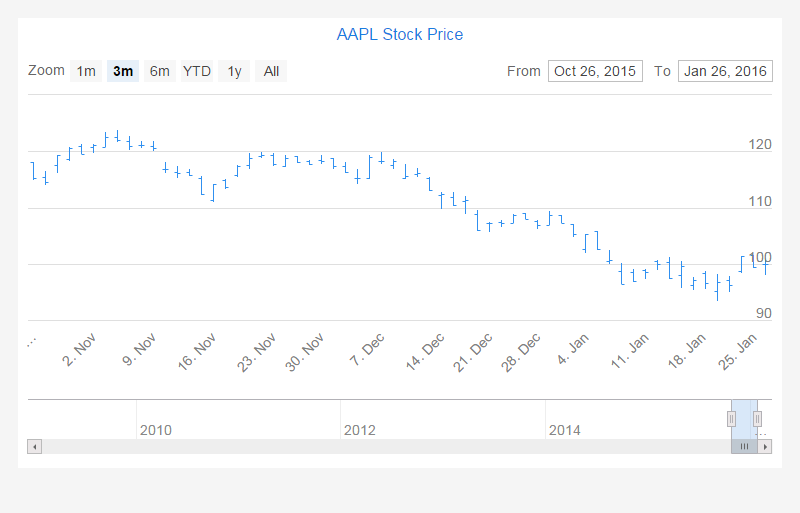 AAPL Stock Price
Zoom 1m 3m 6m YTD 1y All From Oct 26, 2015 To Jan 26, 2016
120
110
100
90
... 2. Nov 9. Nov 16. Nov 23. Nov 30. Nov 7. Dec 14. Dec 21. Dec 28. Dec 4. Jan 11. Jan 18. Jan 25. Jan
2010 2012 2014 ...